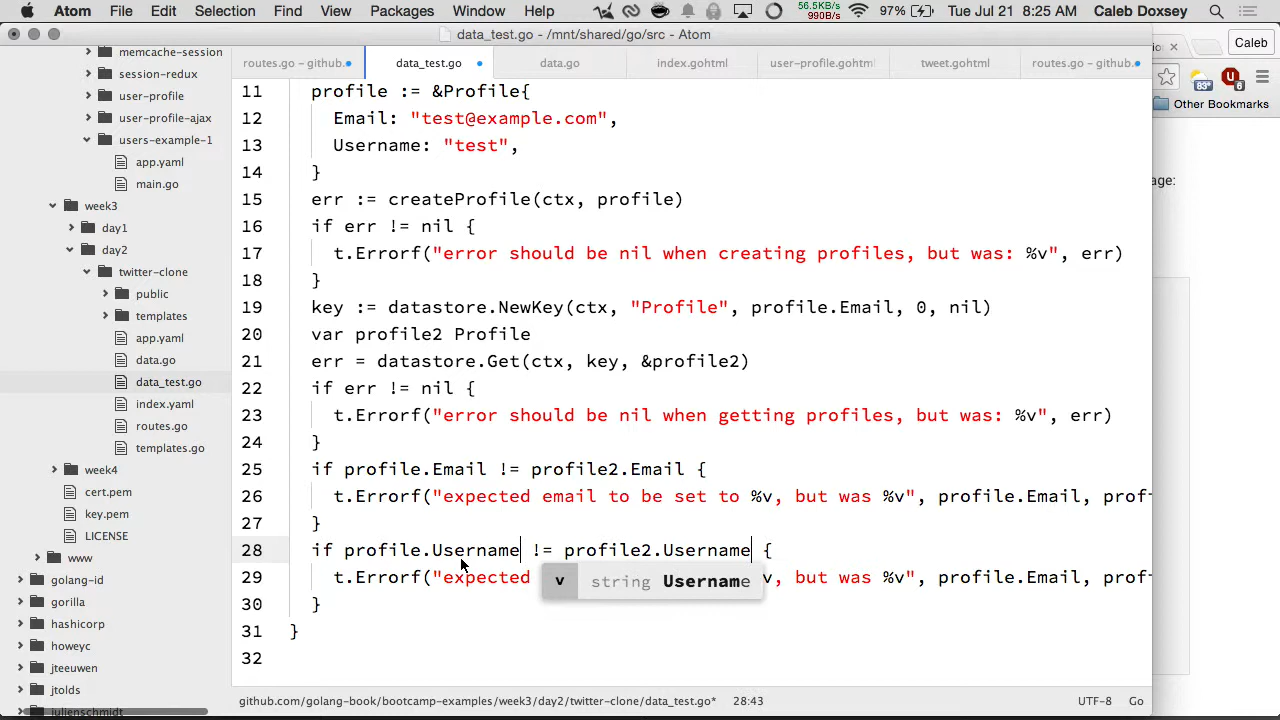 Atom File Edit Selection Find Packages Window Help 56.5KB/s 990B/s 97% Tue Jul 21 8:25 AM Caleb Doxsey
data_test.go - /mnt/shared/go/src - Atom
Caleb
routes.go – github. data_test.go data.go index.gohtml user-profile.gohtml tweet.gohtml routes.go – github.
83°
6
Other Bookmarks
age:
memcache-session
session-redux
user-profile
user-profile-ajax
users-example-1
app.yaml
main.go
week3
day1
day2
twitter-clone
public
templates
app.yaml
data.go
data_test.go
index.yaml
routes.go
templates.go
week4
cert.pem
key.pem
LICENSE
www
golang-id
gorilla
hashicorp
howeyc
jteeuwen
jtolds
julienschmidt
11 profile := &Profile{
12 Email: "test@example.com",
13 Username: "test",
14 }
15 err := createProfile(ctx, profile)
16 if err != nil {
17 t.Errorf("error should be nil when creating profiles, but was: %v", err)
18 }
19 key := datastore.NewKey(ctx, "Profile", profile.Email, 0, nil)
20 var profile2 Profile
21 err = datastore.Get(ctx, key, &profile2)
22 if err != nil {
23 t.Errorf("error should be nil when getting profiles, but was: %v", err)
24 }
25 if profile.Email != profile2.Email {
26 t.Errorf("expected email to be set to %v, but was %v", profile.Email, prof
27 }
28 if profile.Username != profile2.Username {
29 t.Errorf("expected v, but was %v", profile.Email, prof
v string Username
30 }
31 }
32
github.com/golang-book/bootcamp-examples/week3/day2/twitter-clone/data_test.go* 28:43 UTF-8 Go